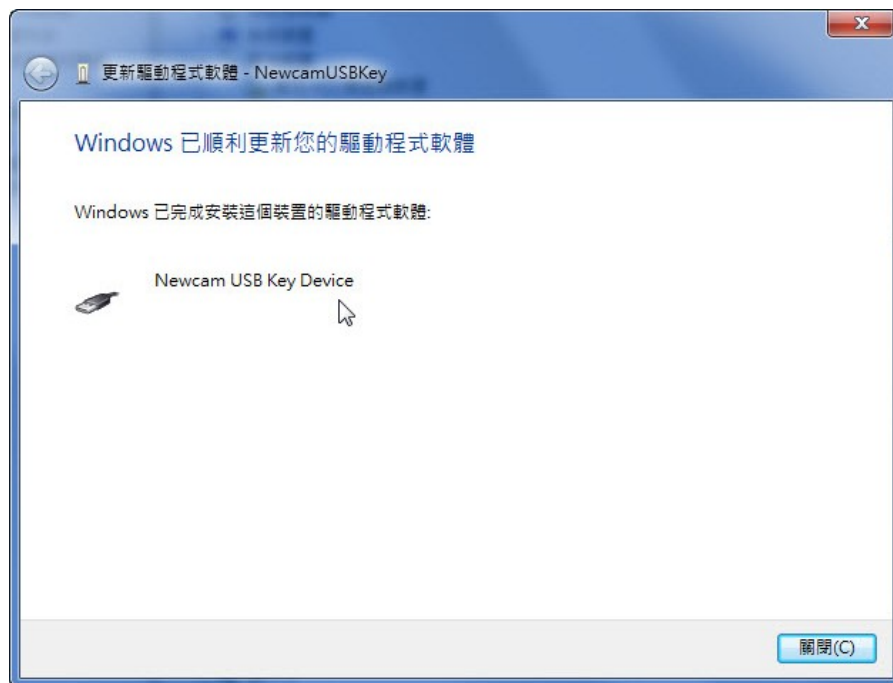 更新驅動程式軟體 - NewcamUSBKey
Windows 已順利更新您的驅動程式軟體
Windows 已完成安裝這個裝置的驅動程式軟體:
Newcam USB Key Device
關閉(C)